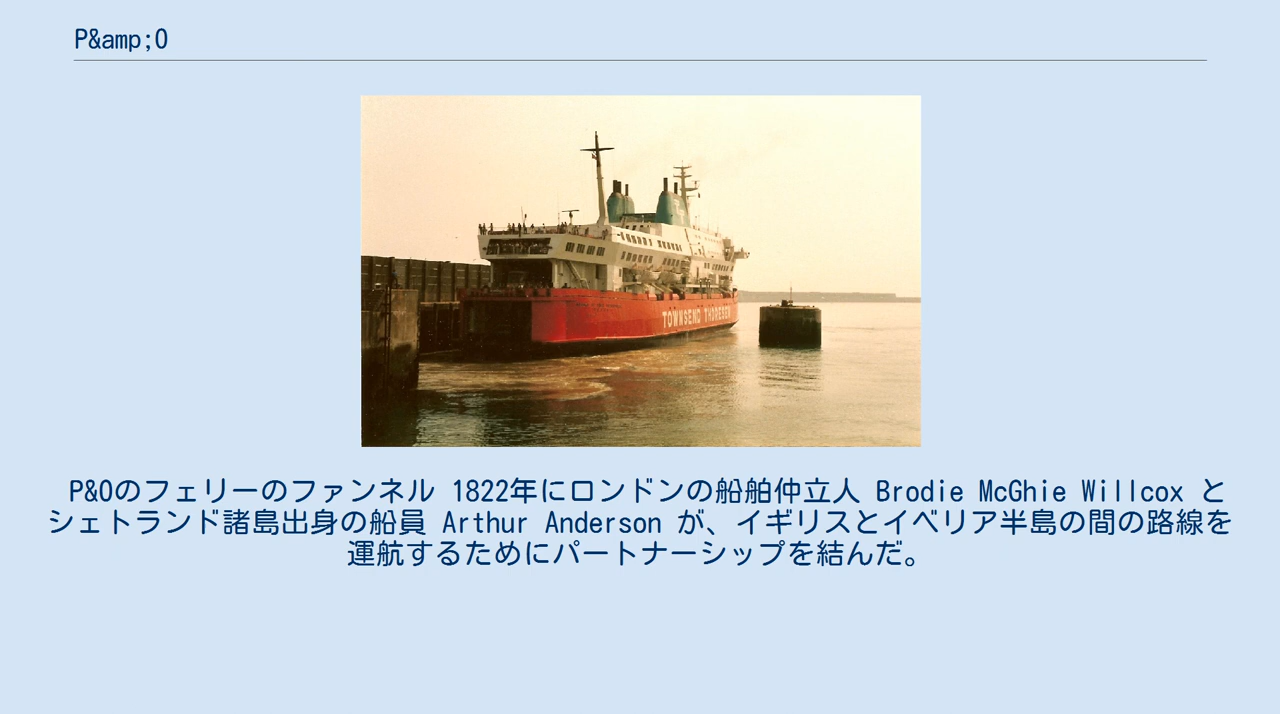 P&amp;O
TOWNSEND THORESEN
P&Oのフェリーのファンネル 1822年にロンドンの船舶仲立人 Brodie McGhie Willcox と
シェトランド諸島出身の船員 Arthur Anderson が、イギリスとイベリア半島の間の路線を
運航するためにパートナーシップを結んだ。